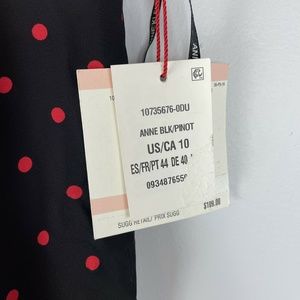 10735676-0DU
ANNE BLK/PINOT
US/CA 10
ES/FR/PT 44 DE 40
$109.00
SUGG RETAIL/ PRIX SUGG